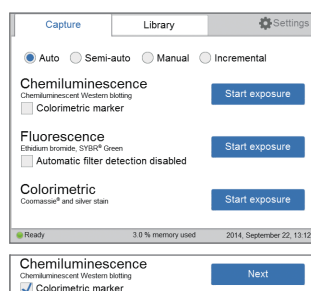 Capture Library Settings
Auto Semi-auto Manual Incremental
Chemiluminescence
Chemiluminescent Western blotting
Start exposure
Colorimetric marker
Fluorescence
Ethidium bromide, SYBR® Green
Start exposure
Automatic filter detection disabled
Colorimetric
Coomassie® and silver stain
Start exposure
Ready 3.0 % memory used 2014, September 22, 13:12
Chemiluminescence
Chemiluminescent Western blotting
Next
Colorimetric marker